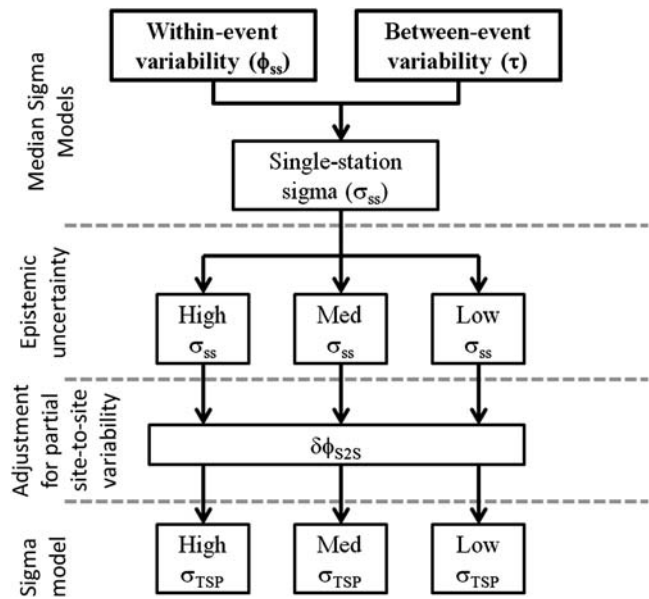 Median Sigma
Models
Within-event
variability (ϕss)
Between-event
variability (τ)
Single-station
sigma (σss)
Epistemic
uncertainty
High
σss
Med
σss
Low
σss
Adjustment
for partial
site-to-site
variability
δϕS2S
Sigma
model
High
σTSP
Med
σTSP
Low
σTSP